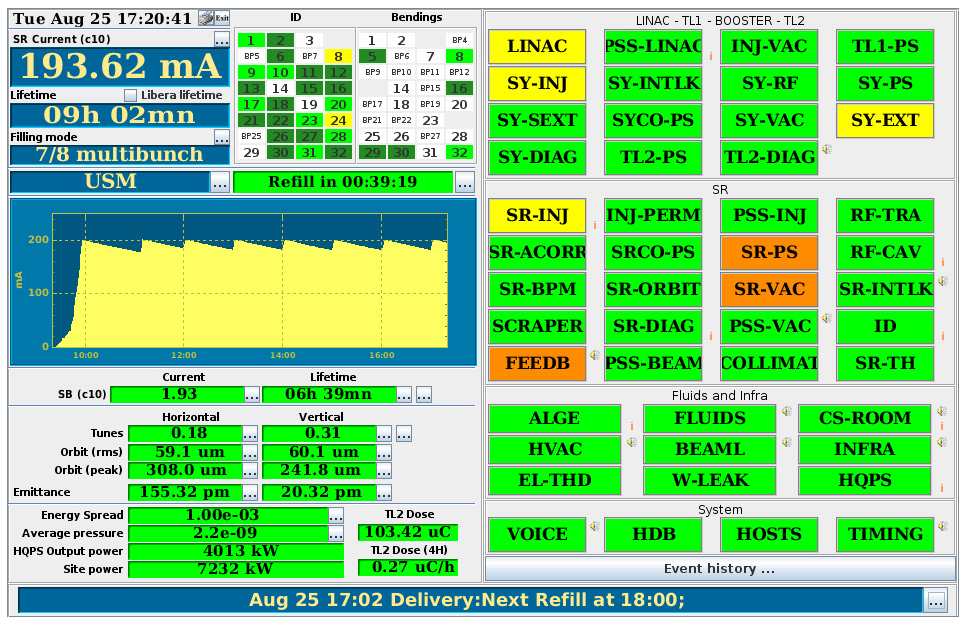 Tue Aug 25 17:20:41 Exit
SR Current (c10) ...
193.62 mA
Lifetime Libera lifetime
09h 02mn
Filling mode ...
7/8 multibunch
ID
1 2 3
BP5 6 BP7 8
9 10 11 12
13 14 15 16
17 18 19 20
21 22 23 24
BP25 26 27 28
29 30 31 32
Bendings
1 2 BP4
5 BP6 7 8
BP9 BP10 BP11 BP12
14 BP15 16
BP17 18 BP19 20
BP21 BP22 23
25 26 BP27 28
29 30 31 32
USM ... Refill in 00:39:19 ...
mA
200
100
0
10:00 12:00 14:00 16:00
Current Lifetime
SB (c10) 1.93 ... 06h 39mn ... ...
Horizontal Vertical
Tunes 0.18 ... 0.31 ... ...
Orbit (rms) 59.1 um ... 60.1 um ...
Orbit (peak) 308.0 um ... 241.8 um ...
Emittance 155.32 pm ... 20.32 pm ...
Energy Spread 1.00e-03 ... TL2 Dose
Average pressure 2.2e-09 ... 103.42 uC
HQPS Output power 4013 kW TL2 Dose (4H)
Site power 7232 kW 0.27 uC/h
LINAC - TL1 - BOOSTER - TL2
LINAC PSS-LINAC i INJ-VAC TL1-PS
SY-INJ SY-INTLK SY-RF SY-PS
SY-SEXT SYCO-PS SY-VAC SY-EXT
SY-DIAG TL2-PS TL2-DIAG
SR
SR-INJ i INJ-PERM PSS-INJ RF-TRA
SR-ACORR SRCO-PS SR-PS RF-CAV i
SR-BPM SR-ORBIT SR-VAC SR-INTLK
SCRAPER SR-DIAG i PSS-VAC ID i
FEEDB PSS-BEAM COLLIMAT SR-TH
Fluids and Infra
ALGE i FLUIDS CS-ROOM i
HVAC BEAML INFRA
EL-THD W-LEAK HQPS i
System
VOICE HDB HOSTS TIMING
Event history ...
Aug 25 17:02 Delivery:Next Refill at 18:00; ...